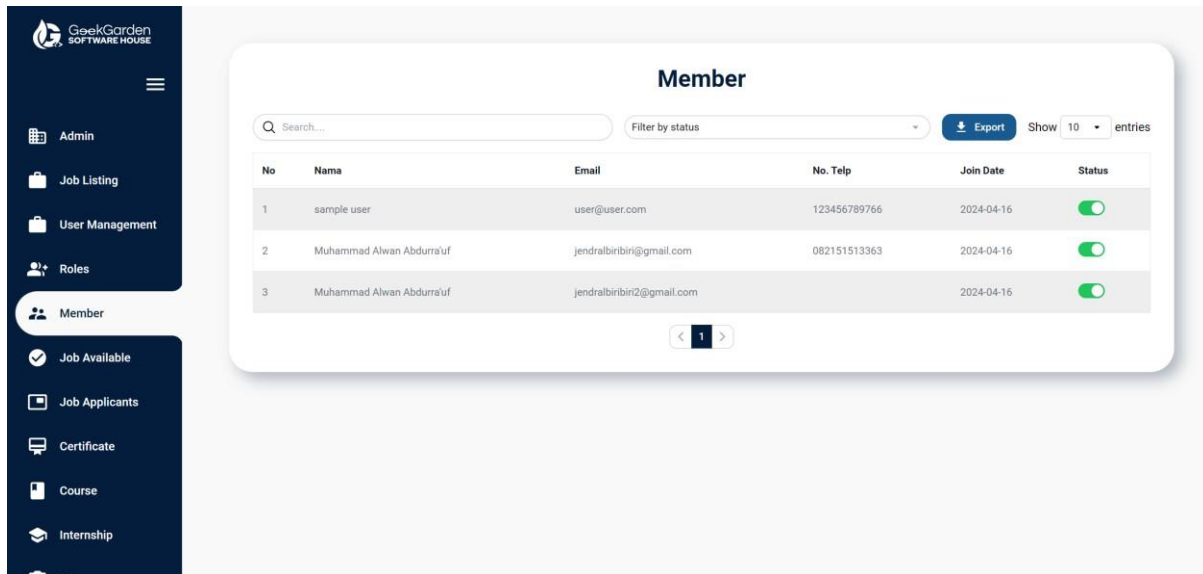 GeekGarden
SOFTWARE HOUSE
Admin
Job Listing
User Management
Roles
Member
Job Available
Job Applicants
Certificate
Course
Internship
Member
Search....
Filter by status
Export
Show 10 entries
No Nama Email No. Telp Join Date Status
1 sample user user@user.com 123456789766 2024-04-16
2 Muhammad Alwan Abdurra'uf jendralbiribiri@gmail.com 082151513363 2024-04-16
3 Muhammad Alwan Abdurra'uf jendralbiribiri2@gmail.com 2024-04-16
< 1 >